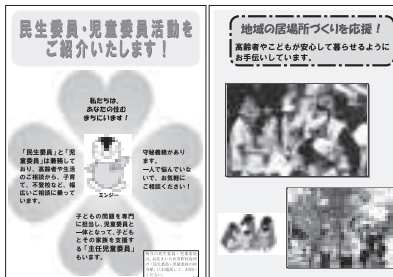 民生委員・児童委員活動を
ご紹介いたします！
私たちは、
あなたの住む
まちにいます！
「民生委員」と「児
童委員」は兼務して
おり、高齢者や生活
のご相談から、子育
て、不登校など、幅
広いご相談に乗って
います。
エンジー
守秘義務があり
ます。
一人で悩んでいな
いで、お気軽に
ご相談ください！
子どもの問題を専門
に担当し、児童委員と
一体となって、子ども
とその家族を支援する
「主任児童委員」
もいます。
地域の居場所づくりを応援！
高齢者やこどもが安心して暮らせるように
お手伝いしています。